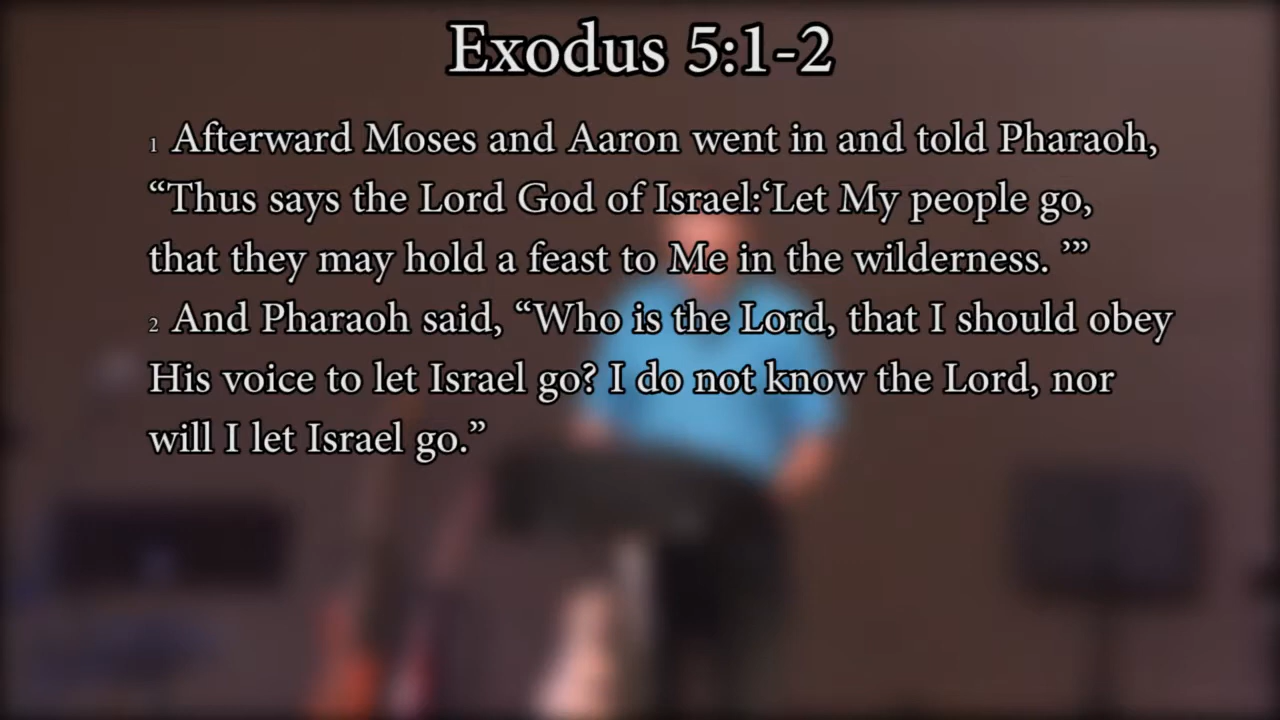 Exodus 5:1-2
1 Afterward Moses and Aaron went in and told Pharaoh,
“Thus says the Lord God of Israel:‘Let My people go,
that they may hold a feast to Me in the wilderness. ’”
2 And Pharaoh said, “Who is the Lord, that I should obey
His voice to let Israel go? I do not know the Lord, nor
will I let Israel go.”